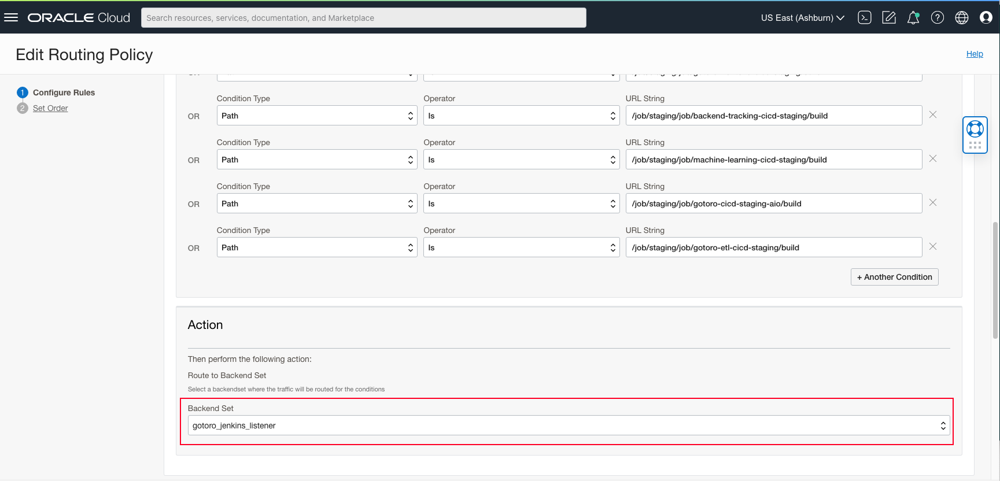 ORACLE Cloud
Search resources, services, documentation, and Marketplace
US East (Ashburn)
Edit Routing Policy
Help
1 Configure Rules
2 Set Order
Condition Type Operator URL String
OR Path Is /job/staging/job/backend-tracking-cicd-staging/build
Condition Type Operator URL String
OR Path Is /job/staging/job/machine-learning-cicd-staging/build
Condition Type Operator URL String
OR Path Is /job/staging/job/gotoro-cicd-staging-aio/build
Condition Type Operator URL String
OR Path Is /job/staging/job/gotoro-etl-cicd-staging/build
+ Another Condition
Action
Then perform the following action:
Route to Backend Set
Select a backendset where the traffic will be routed for the conditions
Backend Set
gotoro_jenkins_listener